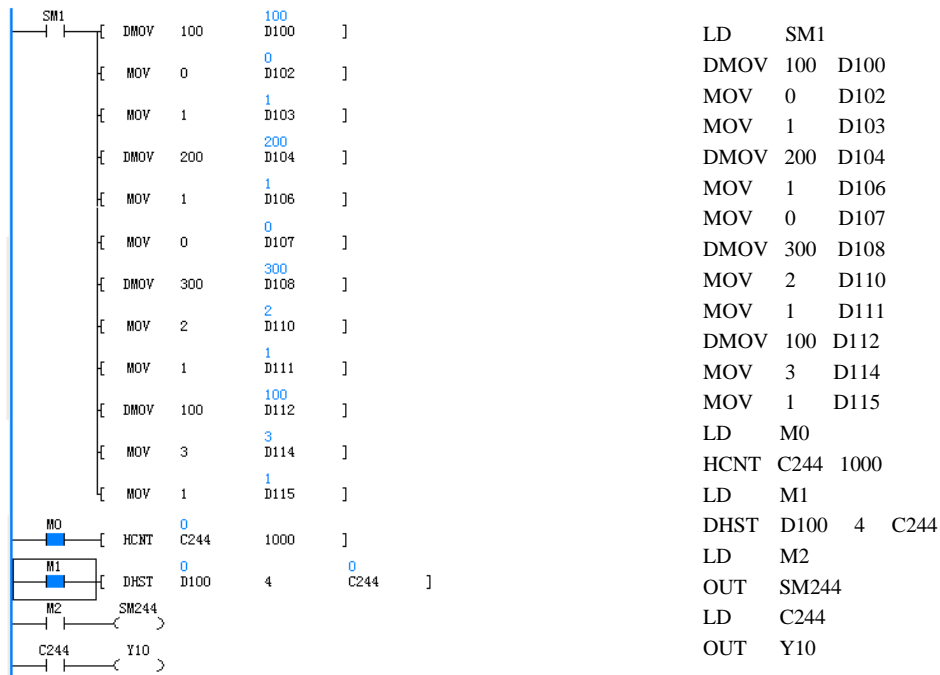 SM1
100
[ DMOV 100 D100 ]
0
[ MOV 0 D102 ]
1
[ MOV 1 D103 ]
200
[ DMOV 200 D104 ]
1
[ MOV 1 D106 ]
0
[ MOV 0 D107 ]
300
[ DMOV 300 D108 ]
2
[ MOV 2 D110 ]
1
[ MOV 1 D111 ]
100
[ DMOV 100 D112 ]
3
[ MOV 3 D114 ]
1
[ MOV 1 D115 ]
M0 0
[ HCNT C244 1000 ]
M1 0 0
[ DHST D100 4 C244 ]
M2 SM244
C244 Y10
LD SM1
DMOV 100 D100
MOV 0 D102
MOV 1 D103
DMOV 200 D104
MOV 1 D106
MOV 0 D107
DMOV 300 D108
MOV 2 D110
MOV 1 D111
DMOV 100 D112
MOV 3 D114
MOV 1 D115
LD M0
HCNT C244 1000
LD M1
DHST D100 4 C244
LD M2
OUT SM244
LD C244
OUT Y10